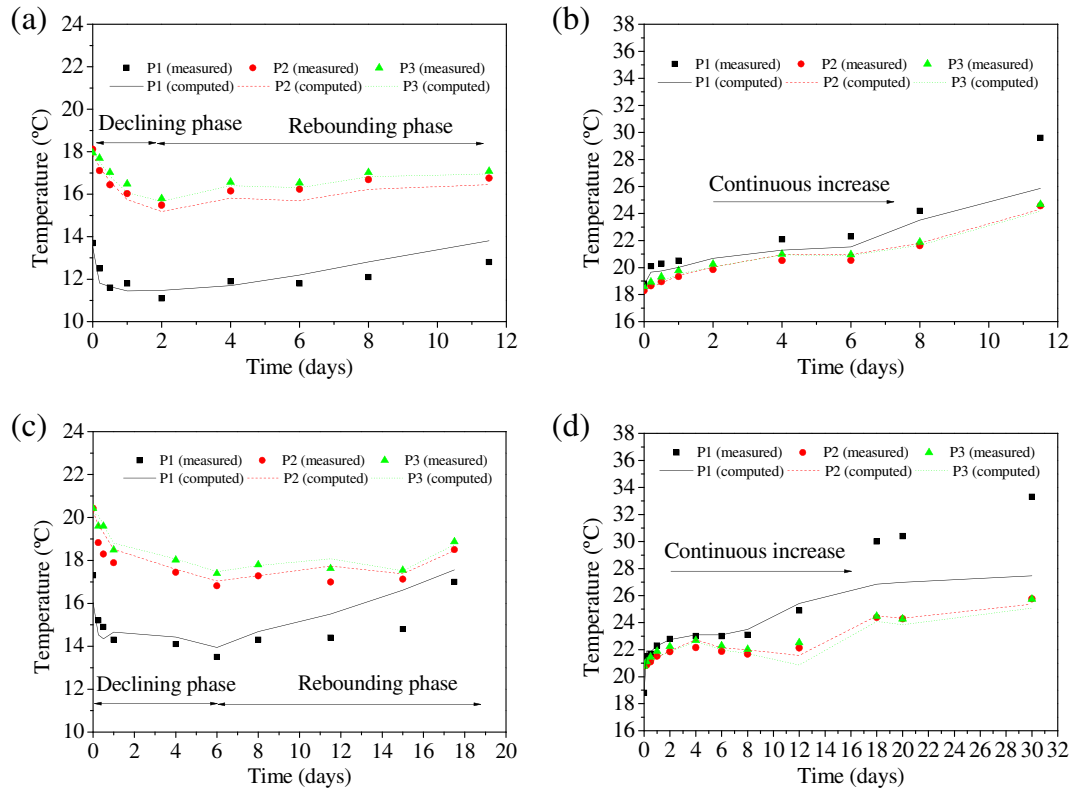 (a)
24
22
20
18
16
14
12
10
Temperature (ºC)
P1 (measured) P2 (measured) P3 (measured)
P1 (computed) P2 (computed) P3 (computed)
Declining phase Rebounding phase
0 2 4 6 8 10 12
Time (days)
(b)
38
36
34
32
30
28
26
24
22
20
18
16
Temperature (ºC)
P1 (measured) P2 (measured) P3 (measured)
P1 (computed) P2 (computed) P3 (computed)
Continuous increase
0 2 4 6 8 10 12
Time (days)
(c)
24
22
20
18
16
14
12
10
Temperature (ºC)
P1 (measured) P2 (measured) P3 (measured)
P1 (computed) P2 (computed) P3 (computed)
Declining phase Rebounding phase
0 2 4 6 8 10 12 14 16 18 20
Time (days)
(d)
38
36
34
32
30
28
26
24
22
20
18
16
Temperature (ºC)
P1 (measured) P2 (measured) P3 (measured)
P1 (computed) P2 (computed) P3 (computed)
Continuous increase
0 2 4 6 8 10 12 14 16 18 20 22 24 26 28 30 32
Time (days)